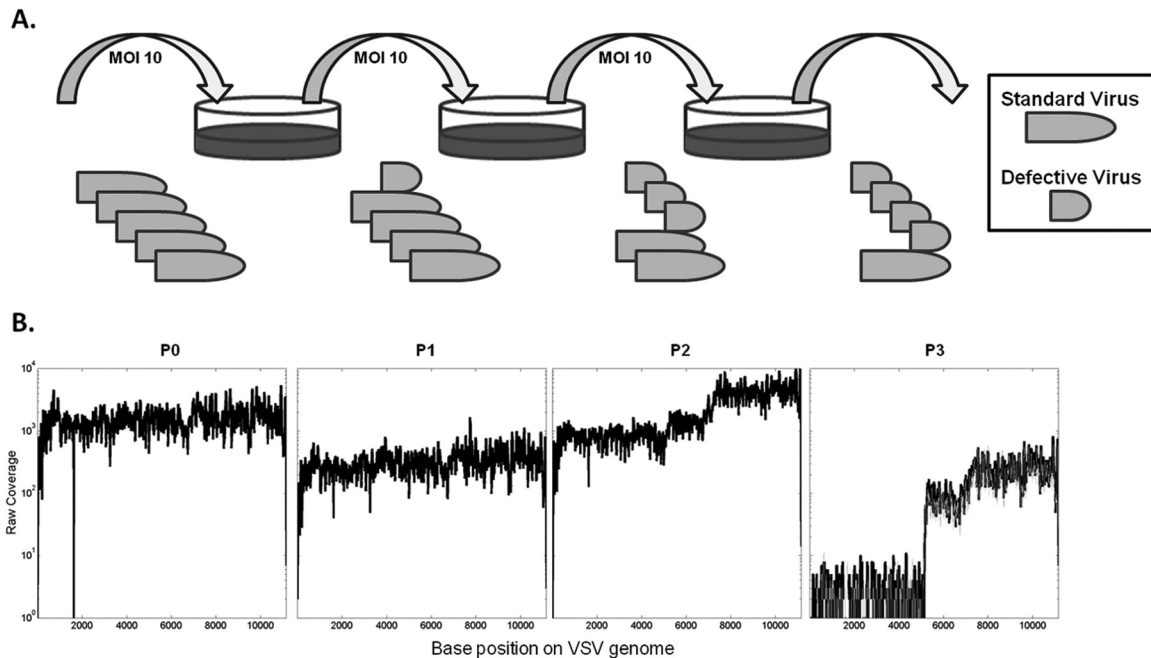 A.
MOI 10
MOI 10
MOI 10
Standard Virus
Defective Virus
B.
P0
P1
P2
P3
Raw Coverage
10^4
10^3
10^2
10^1
10^0
2000 4000 6000 8000 10000
2000 4000 6000 8000 10000
2000 4000 6000 8000 10000
2000 4000 6000 8000 10000
Base position on VSV genome